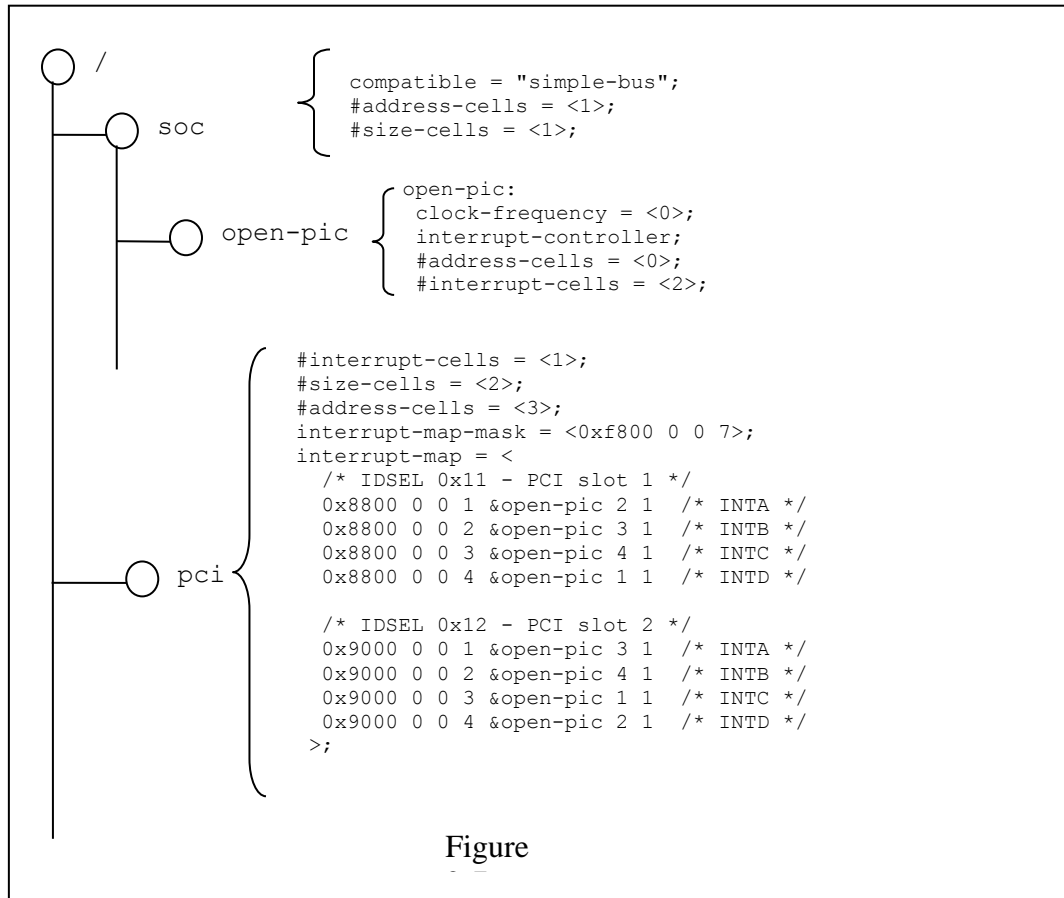 /
compatible = "simple-bus";
#address-cells = <1>;
#size-cells = <1>;
soc
open-pic:
clock-frequency = <0>;
interrupt-controller;
#address-cells = <0>;
#interrupt-cells = <2>;
open-pic
#interrupt-cells = <1>;
#size-cells = <2>;
#address-cells = <3>;
interrupt-map-mask = <0xf800 0 0 7>;
interrupt-map = <
/* IDSEL 0x11 - PCI slot 1 */
0x8800 0 0 1 &open-pic 2 1 /* INTA */
0x8800 0 0 2 &open-pic 3 1 /* INTB */
0x8800 0 0 3 &open-pic 4 1 /* INTC */
0x8800 0 0 4 &open-pic 1 1 /* INTD */
/* IDSEL 0x12 - PCI slot 2 */
0x9000 0 0 1 &open-pic 3 1 /* INTA */
0x9000 0 0 2 &open-pic 4 1 /* INTB */
0x9000 0 0 3 &open-pic 1 1 /* INTC */
0x9000 0 0 4 &open-pic 2 1 /* INTD */
>;
pci
Figure